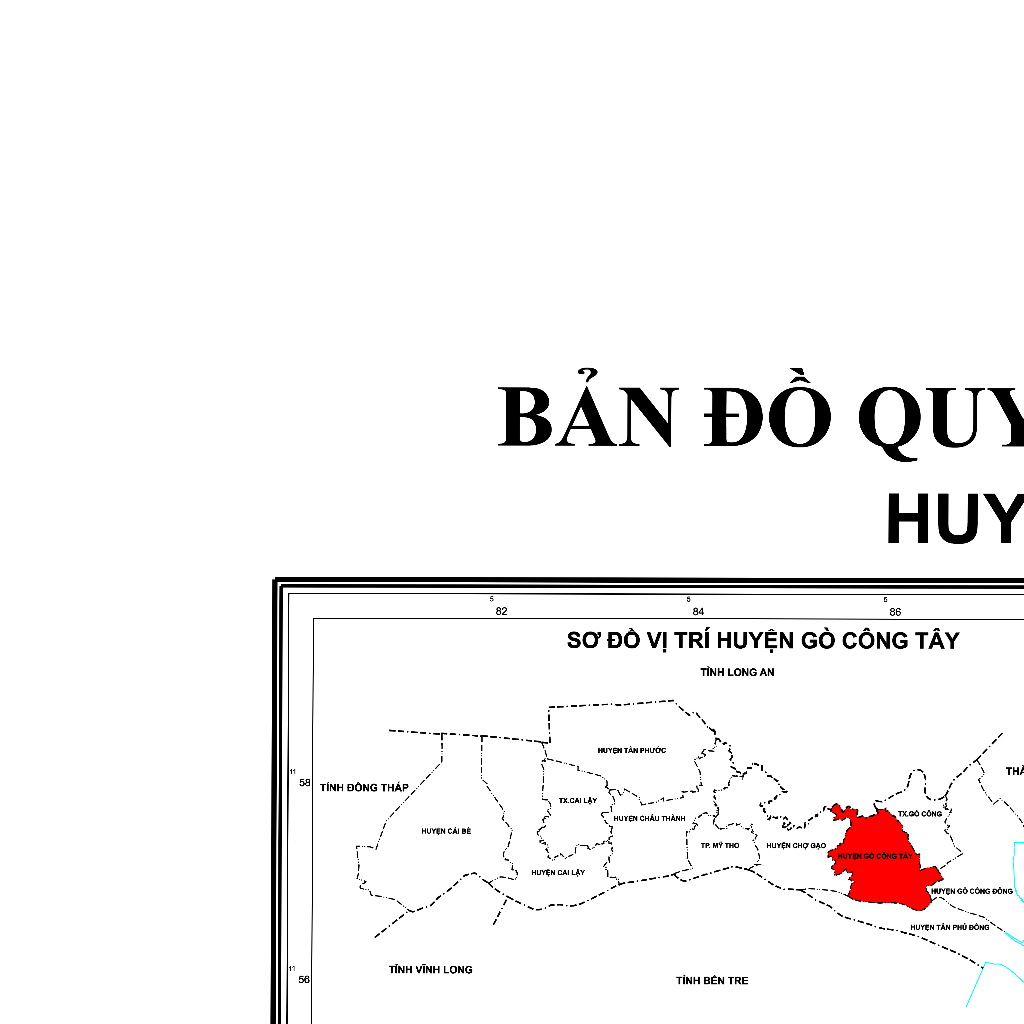 BẢN ĐỒ QUY
HUY
5 5 5
82 84 86
SƠ ĐỒ VỊ TRÍ HUYỆN GÒ CÔNG TÂY
TỈNH LONG AN
HUYỆN TÂN PHƯỚC
11
58
TỈNH ĐỒNG THÁP
THÀ
TX.CAI LẬY
HUYỆN CHÂU THÀNH
TX.GÒ CÔNG
HUYỆN CÁI BÈ
TP. MỸ THO
HUYỆN CHỢ GẠO
HUYỆN GÒ CÔNG TÂY
HUYỆN CAI LẬY
HUYỆN GÒ CÔNG ĐÔNG
HUYỆN TÂN PHÚ ĐÔNG
11
56
TỈNH VĨNH LONG
TỈNH BẾN TRE